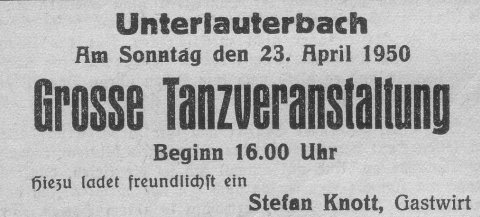 Unterlauterbach
Am Sonntag den 23. April 1950
Grosse Tanzveranstaltung
Beginn 16.00 Uhr
Hiezu ladet freundlichst ein
Stefan Knott, Gastwirt